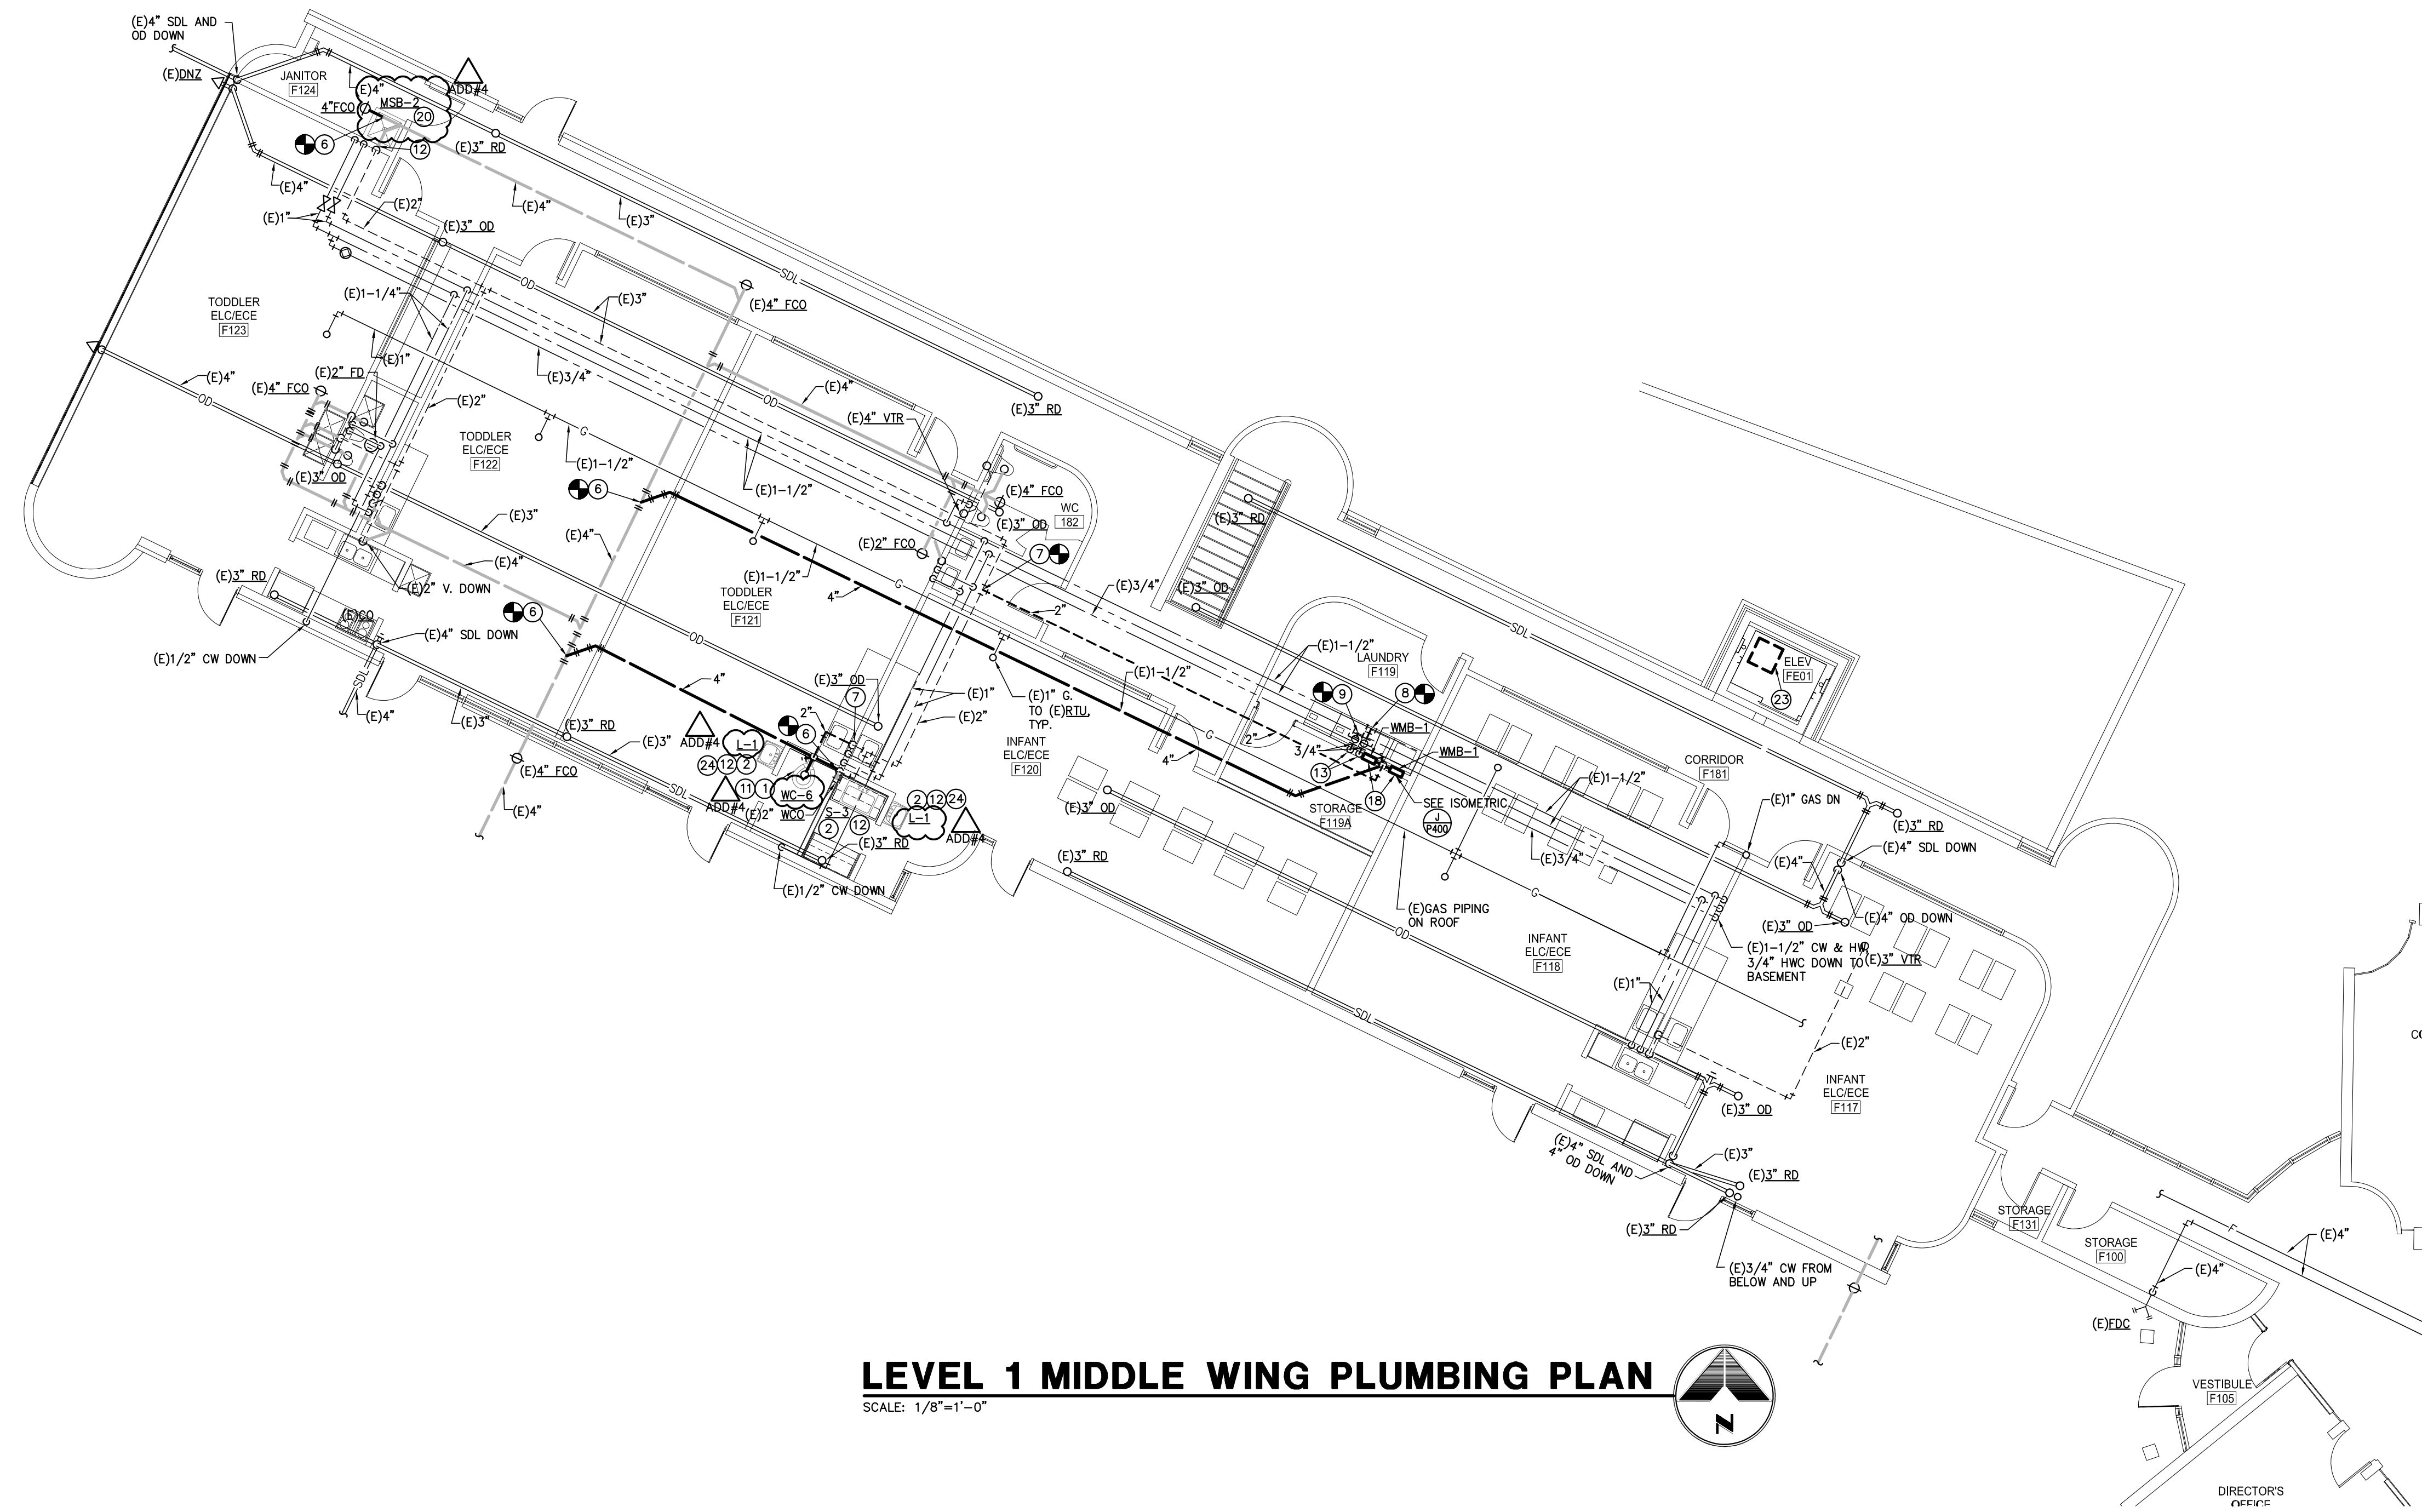 (E)4" SDL AND
OD DOWN
(E)DNZ
JANITOR
F124
(E)4"
ADD#4
4"FCO
MSB-2
20
6
12
(E)3" RD
(E)4"
(E)4"
(E)3"
(E)2"
(E)1"
(E)3" OD
OD
SDL
TODDLER
ELC/ECE
F123
(E)1-1/4"
(E)3"
(E)4" FCO
(E)1"
(E)3/4"
(E)2" FD
(E)4" FCO
(E)4"
OD
(E)2"
OD
(E)4"
(E)4" VTR
(E)3" RD
TODDLER
ELC/ECE
F122
G
(E)1-1/2"
(E)3" OD
(E)1-1/2"
6
(E)4" FCO
WC
182
(E)3" RD
(E)3"
(E)3" OD
(E)4"
(E)2" FCO
7
(E)4"
(E)3" RD
(E)2" V. DOWN
(E)1-1/2"
G
4"
TODDLER
ELC/ECE
F121
2"
(E)3/4"
(E)3" OD
6
(E)CO
(E)4" SDL DOWN
(E)1/2" CW DOWN
OD
SDL
(E)1-1/2"
LAUNDRY
F119
SDL
ELEV
FE01
23
SDL
(E)4"
(E)3"
4"
(E)3" OD
7
(E)1"
(E)2"
(E)1" G.
TO (E)RTU,
TYP.
(E)1-1/2"
9
8
(E)3" RD
(E)3"
2"
6
ADD#4
L-1
24
12
2
INFANT
ELC/ECE
F120
G
2"
3/4"
4"
WMB-1
WMB-1
13
18
(E)4" FCO
SDL
ADD#4
11
1
WC-6
(E)2" WCO
S-3
2
12
2
12
24
L-1
ADD#4
(E)3" OD
STORAGE
F119A
SEE ISOMETRIC
J
P400
(E)1-1/2"
CORRIDOR
F181
(E)1" GAS DN
(E)4"
(E)3" RD
(E)1/2" CW DOWN
(E)3" RD
(E)3/4"
G
(E)4"
(E)3" RD
(E)4" SDL DOWN
(E)GAS PIPING
ON ROOF
OD
INFANT
ELC/ECE
F118
(E)3" OD
(E)4" OD DOWN
(E)1-1/2" CW & HW,
3/4" HWC DOWN TO
BASEMENT
(E)3" VTR
(E)1"
SDL
(E)2"
INFANT
ELC/ECE
F117
(E)3" OD
(E)4" SDL AND
4" OD DOWN
(E)3"
(E)3" RD
(E)3" RD
(E)3/4" CW FROM
BELOW AND UP
STORAGE
F131
STORAGE
F100
F
(E)4"
(E)4"
(E)FDC
VESTIBULE
F105
DIRECTOR'S
OFFICE
LEVEL 1 MIDDLE WING PLUMBING PLAN
SCALE: 1/8"=1'-0"
N